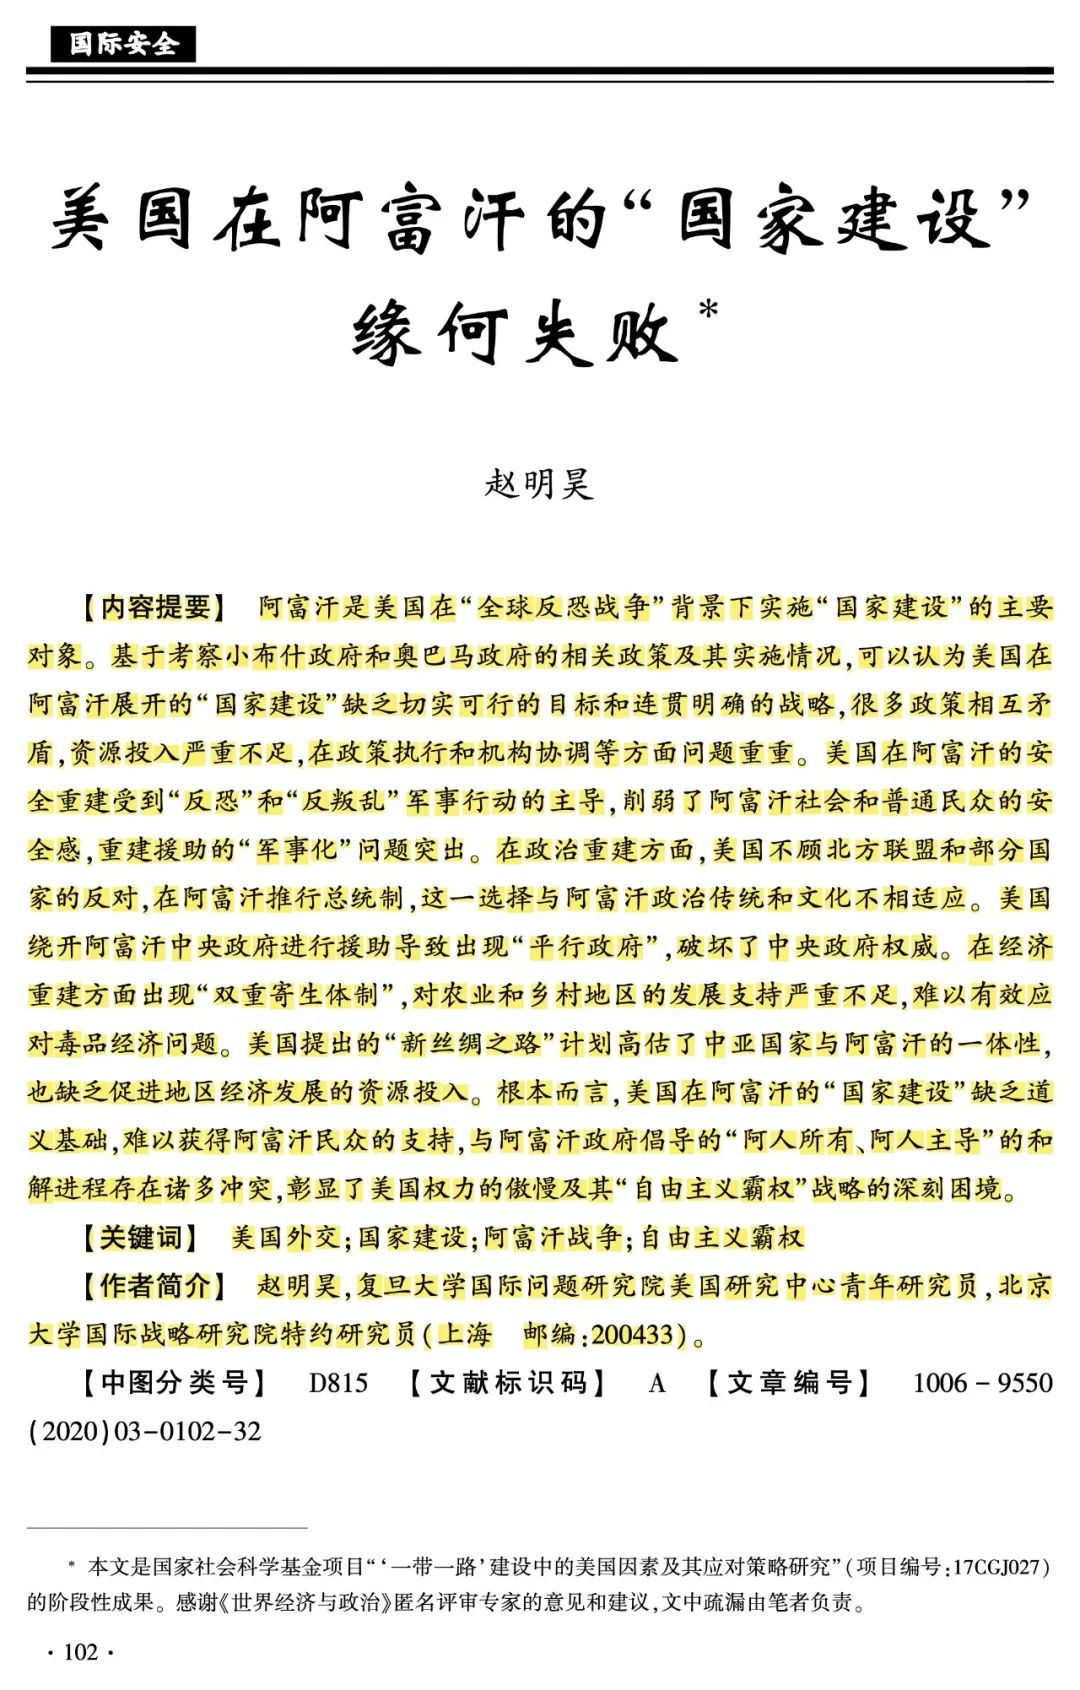 国际安全
美国在阿富汗的“国家建设”
缘何失败*
赵明昊
【内容提要】 阿富汗是美国在“全球反恐战争”背景下实施“国家建设”的主要
对象。基于考察小布什政府和奥巴马政府的相关政策及其实施情况,可以认为美国在
阿富汗展开的“国家建设”缺乏切实可行的目标和连贯明确的战略,很多政策相互矛
盾,资源投入严重不足,在政策执行和机构协调等方面问题重重。美国在阿富汗的安
全重建受到“反恐”和“反叛乱”军事行动的主导,削弱了阿富汗社会和普通民众的安
全感,重建援助的“军事化”问题突出。在政治重建方面,美国不顾北方联盟和部分国
家的反对,在阿富汗推行总统制,这一选择与阿富汗政治传统和文化不相适应。美国
绕开阿富汗中央政府进行援助导致出现“平行政府”,破坏了中央政府权威。在经济
重建方面出现“双重寄生体制”,对农业和乡村地区的发展支持严重不足,难以有效应
对毒品经济问题。美国提出的“新丝绸之路”计划高估了中亚国家与阿富汗的一体性,
也缺乏促进地区经济发展的资源投入。根本而言,美国在阿富汗的“国家建设”缺乏道
义基础,难以获得阿富汗民众的支持,与阿富汗政府倡导的“阿人所有、阿人主导”的和
解进程存在诸多冲突,彰显了美国权力的傲慢及其“自由主义霸权”战略的深刻困境。
【关键词】 美国外交;国家建设;阿富汗战争;自由主义霸权
【作者简介】 赵明昊,复旦大学国际问题研究院美国研究中心青年研究员,北京
大学国际战略研究院特约研究员(上海 邮编:200433)。
【中图分类号】 D815 【文献标识码】 A 【文章编号】 1006-9550
(2020)03-0102-32
* 本文是国家社会科学基金项目“‘一带一路’建设中的美国因素及其应对策略研究”(项目编号:17CGJ027)
的阶段性成果。感谢《世界经济与政治》匿名评审专家的意见和建议,文中疏漏由笔者负责。
·102·